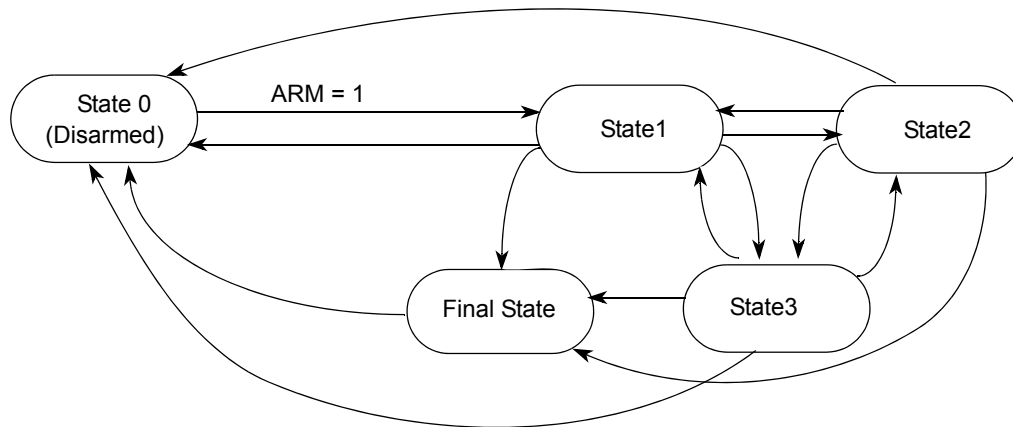 State 0
(Disarmed)
ARM = 1
State1
State2
Final State
State3